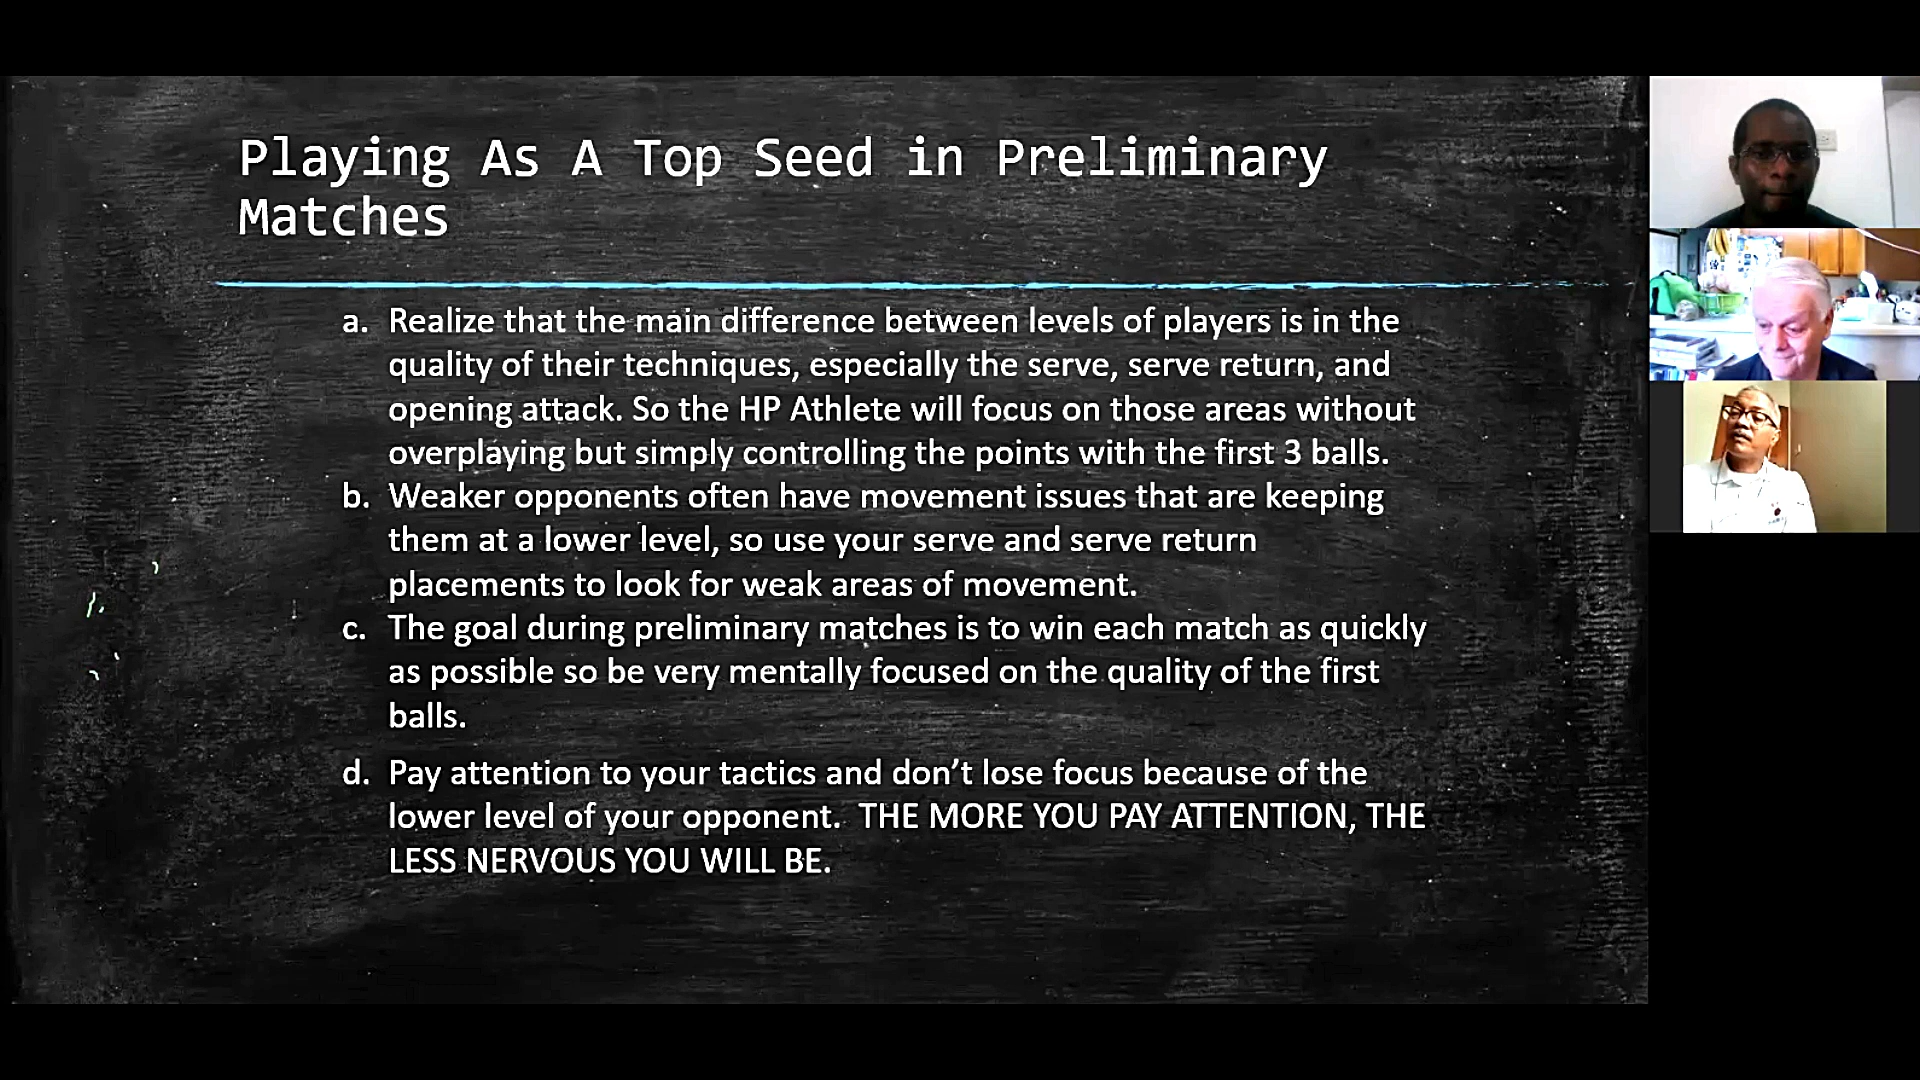 Playing As A Top Seed in Preliminary
Matches
a. Realize that the main difference between levels of players is in the
quality of their techniques, especially the serve, serve return, and
opening attack. So the HP Athlete will focus on those areas without
overplaying but simply controlling the points with the first 3 balls.
b. Weaker opponents often have movement issues that are keeping
them at a lower level, so use your serve and serve return
placements to look for weak areas of movement.
c. The goal during preliminary matches is to win each match as quickly
as possible so be very mentally focused on the quality of the first
balls.
d. Pay attention to your tactics and don’t lose focus because of the
lower level of your opponent.  THE MORE YOU PAY ATTENTION, THE
LESS NERVOUS YOU WILL BE.